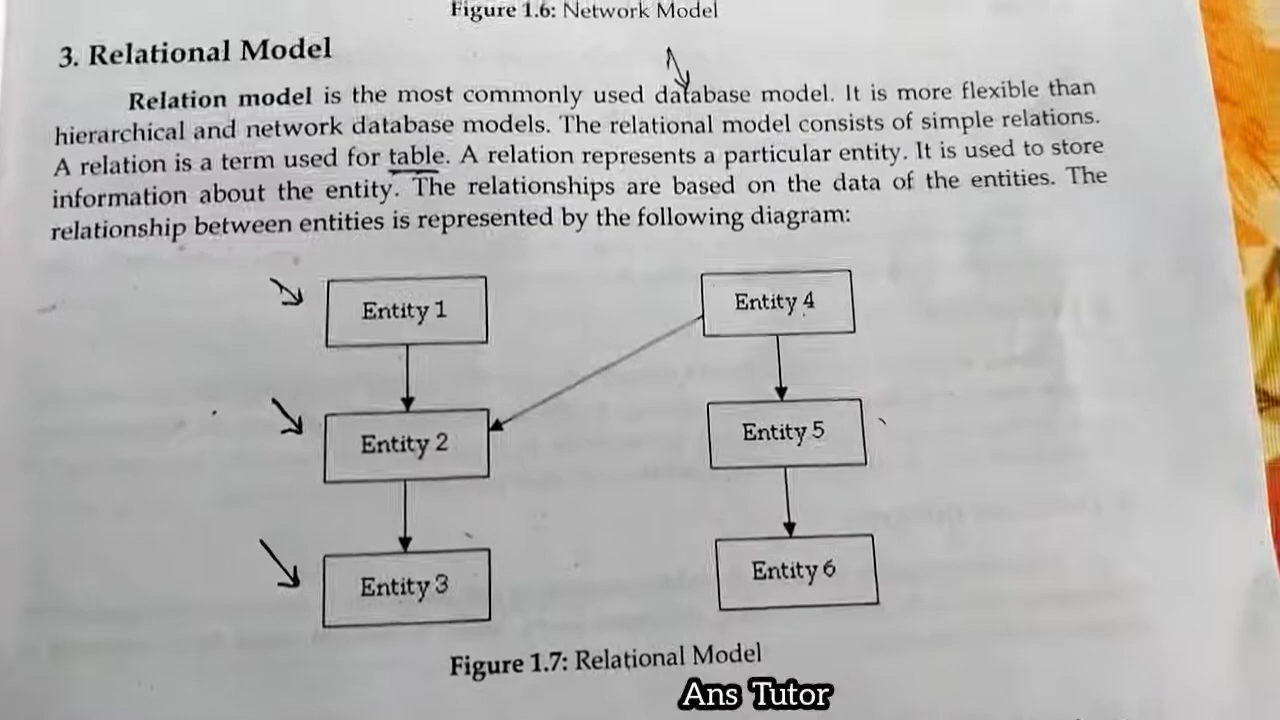 Figure 1.6: Network Model
3. Relational Model
Relation model is the most commonly used database model. It is more flexible than
hierarchical and network database models. The relational model consists of simple relations.
A relation is a term used for table. A relation represents a particular entity. It is used to store
information about the entity. The relationships are based on the data of the entities. The
relationship between entities is represented by the following diagram:
Entity 1
Entity 4
Entity 2
Entity 5
Entity 3
Entity 6
Figure 1.7: Relational Model
Ans Tutor